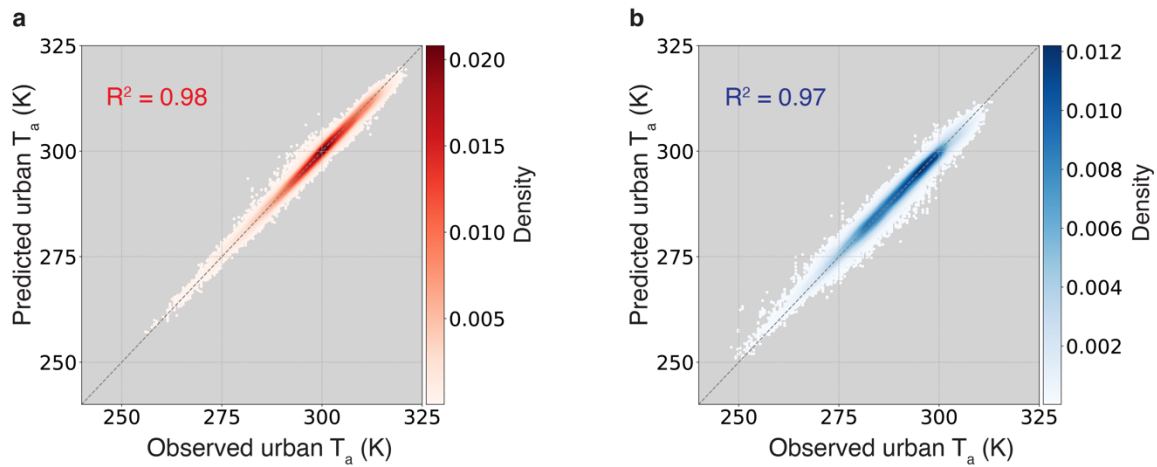 a
325
300
275
250
250
275
300
325
R² = 0.98
Predicted urban Tₐ (K)
Observed urban Tₐ (K)
0.020
0.015
0.010
0.005
Density
b
325
300
275
250
250
275
300
325
R² = 0.97
Predicted urban Tₐ (K)
Observed urban Tₐ (K)
0.012
0.010
0.008
0.006
0.004
0.002
Density